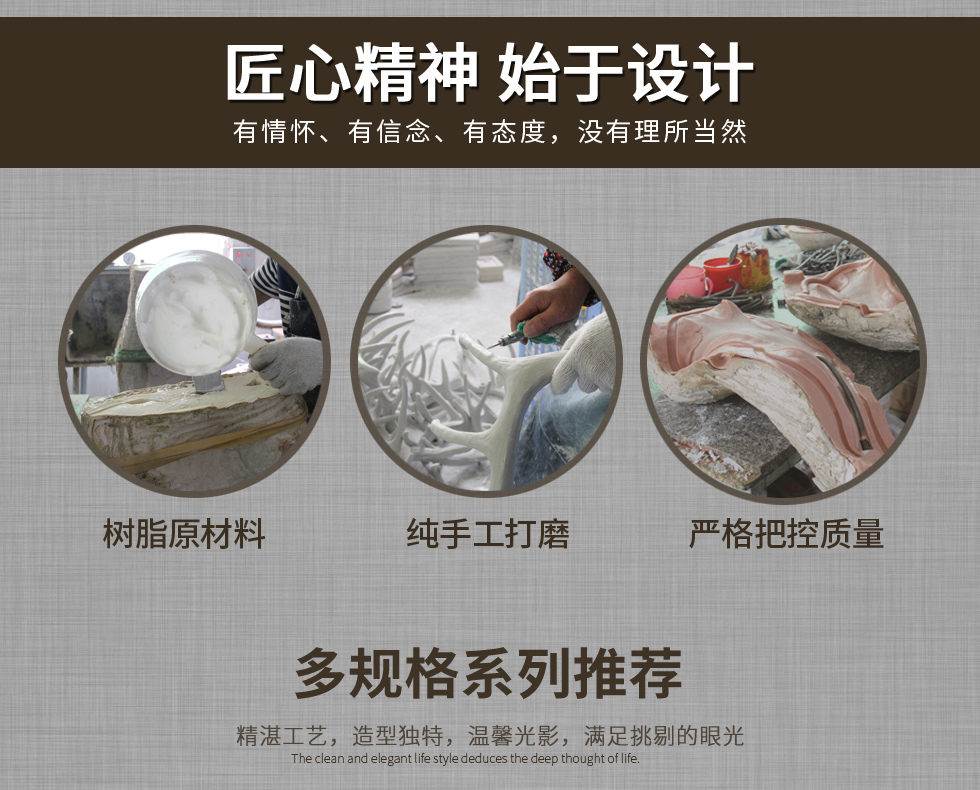 匠心精神 始于设计
有情怀、有信念、有态度，没有理所当然
树脂原材料
纯手工打磨
严格把控质量
多规格系列推荐
精湛工艺，造型独特，温馨光影，满足挑剔的眼光
The clean and elegant life style deduces the deep thought of life.